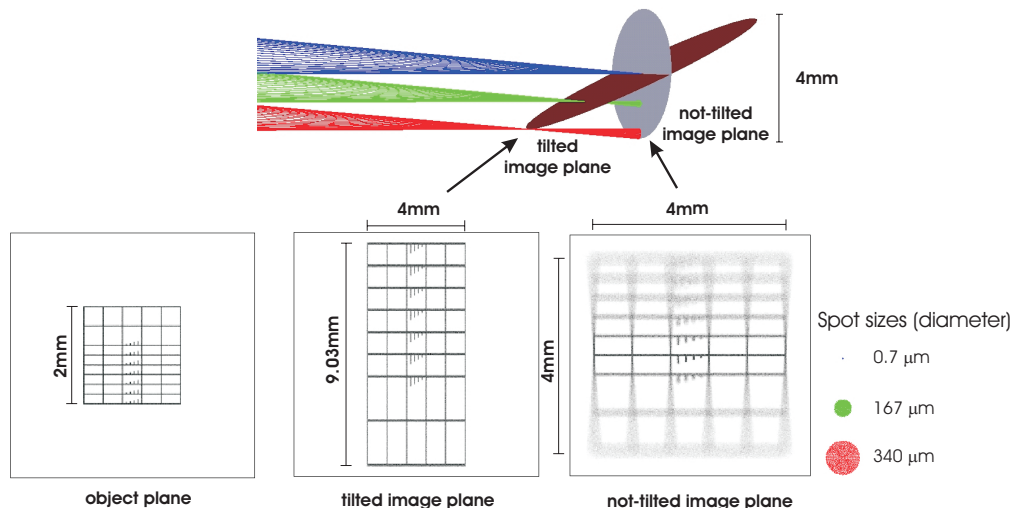 4mm
not-tilted
image plane
tilted
image plane
4mm
4mm
2mm
9.03mm
4mm
Spot sizes (diameter)
0.7 μm
167 μm
340 μm
object plane
tilted image plane
not-tilted image plane